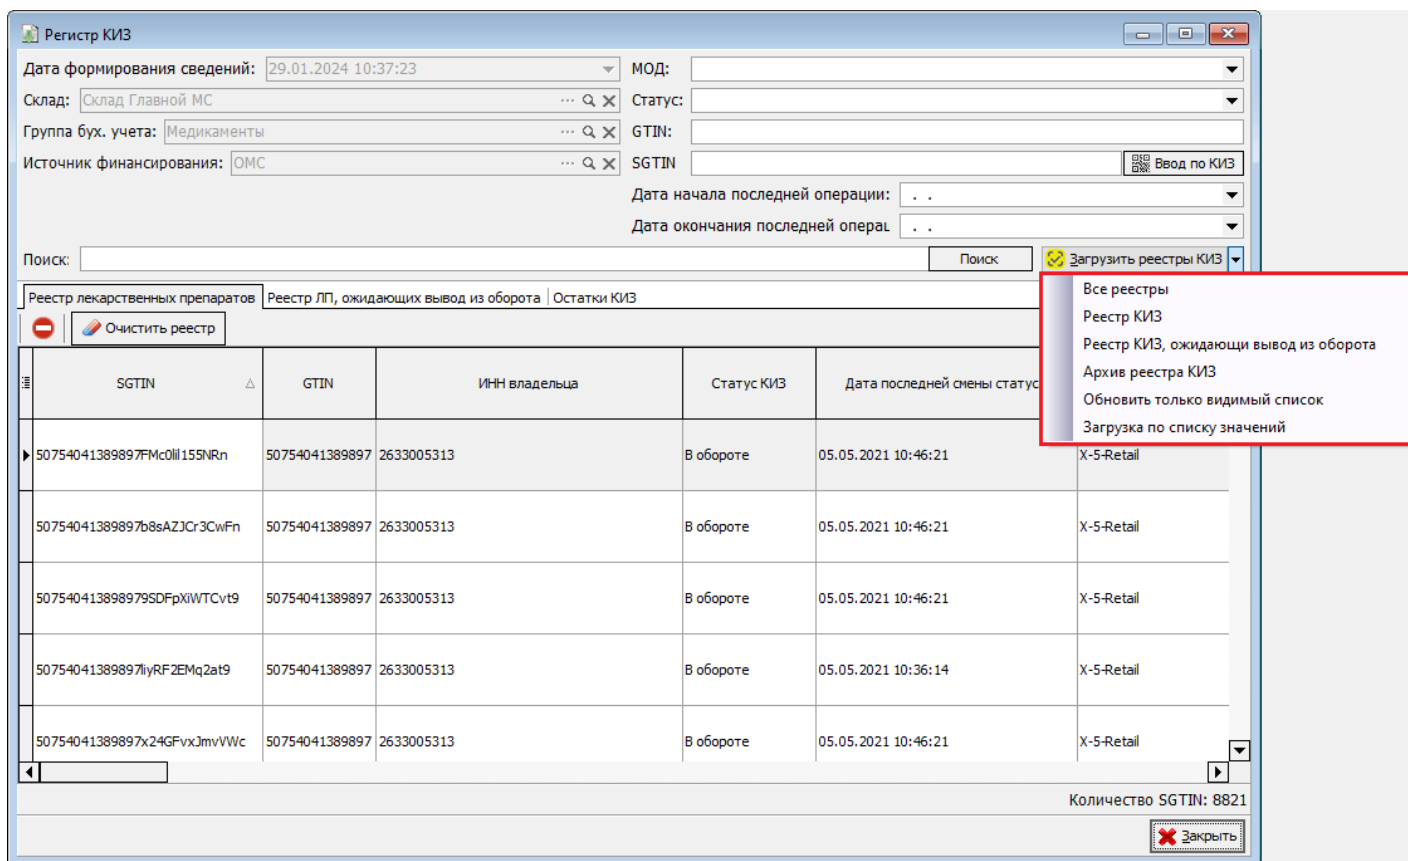 Регистр КИЗ
Дата формирования сведений: 29.01.2024 10:37:23 МОД:
Склад: Склад Главной МС Статус:
Группа бух. учета: Медикаменты GTIN:
Источник финансирования: ОМС SGTIN Ввод по КИЗ
Дата начала последней операции: . .
Дата окончания последней операц . .
Поиск: Поиск Загрузить реестры КИЗ
Все реестры
Реестр КИЗ
Реестр КИЗ, ожидающи вывод из оборота
Архив реестра КИЗ
Обновить только видимый список
Загрузка по списку значений
Реестр лекарственных препаратов Реестр ЛП, ожидающих вывод из оборота Остатки КИЗ
Очистить реестр
SGTIN GTIN ИНН владельца Статус КИЗ Дата последней смены статус
50754041389897FMc0lil155NRn 50754041389897 2633005313 В обороте 05.05.2021 10:46:21 X-5-Retail
50754041389897b8sAZJCr3CwFn 50754041389897 2633005313 В обороте 05.05.2021 10:46:21 X-5-Retail
507540413898979SDFpXiWTCvt9 50754041389897 2633005313 В обороте 05.05.2021 10:46:21 X-5-Retail
50754041389897liyRF2EMq2at9 50754041389897 2633005313 В обороте 05.05.2021 10:36:14 X-5-Retail
50754041389897x24GFvxJmvVWc 50754041389897 2633005313 В обороте 05.05.2021 10:46:21 X-5-Retail
Количество SGTIN: 8821
Закрыть